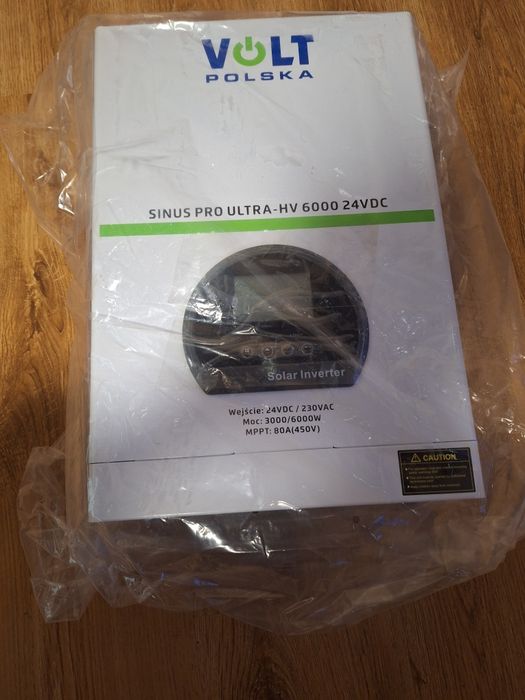 VOLT
POLSKA
SINUS PRO ULTRA-HV 6000 24VDC
Solar Inverter
Wejście: 24VDC / 230VAC
Moc: 3000/6000W
MPPT: 80A(450V)
CAUTION